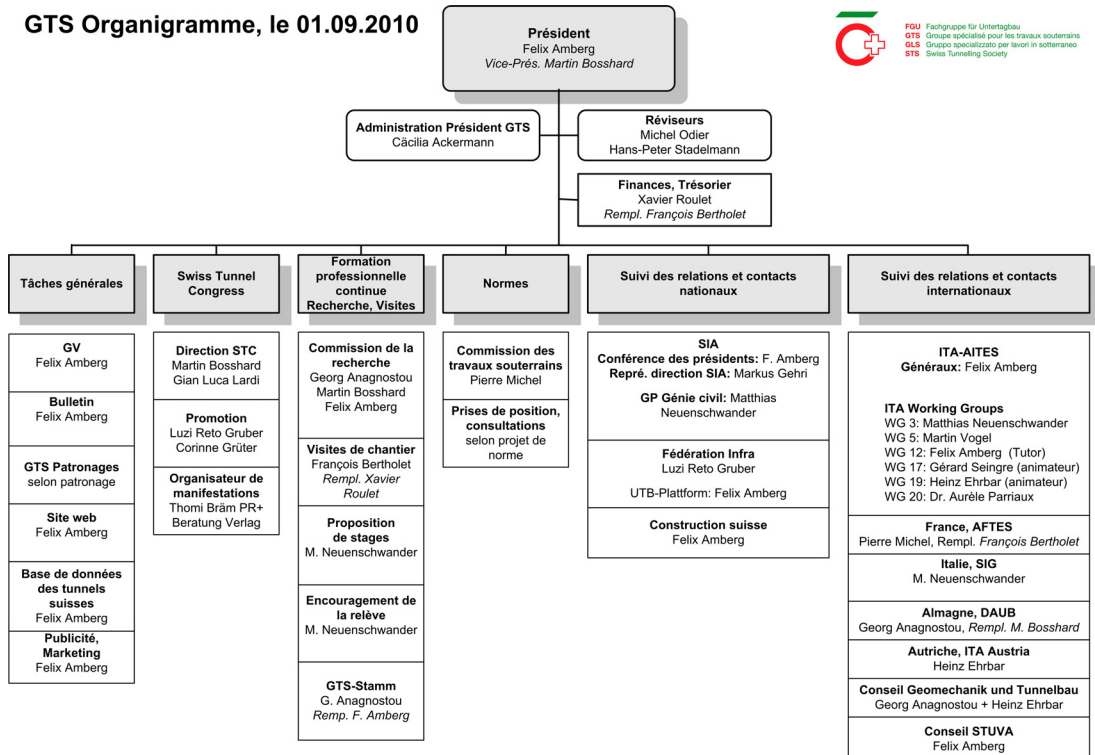 GTS Organigramme, le 01.09.2010
Président
Felix Amberg
Vice-Prés. Martin Bosshard
FGU Fachgruppe für Untertagbau
GTS Groupe spécialisé pour les travaux souterrains
GLS Gruppo specializzato per lavori in sotterraneo
STS Swiss Tunnelling Society
Administration Président GTS
Cäcilia Ackermann
Réviseurs
Michel Odier
Hans-Peter Stadelmann
Finances, Trésorier
Xavier Roulet
Rempl. François Bertholet
Tâches générales
GV
Felix Amberg
Bulletin
Felix Amberg
GTS Patronages
selon patronage
Site web
Felix Amberg
Base de données
des tunnels
suisses
Felix Amberg
Publicité,
Marketing
Felix Amberg
Swiss Tunnel
Congress
Direction STC
Martin Bosshard
Gian Luca Lardi
Promotion
Luzi Reto Gruber
Corinne Grüter
Organisateur de
manifestations
Thomi Bräm PR+
Beratung Verlag
Formation
professionnelle
continue
Recherche, Visites
Commission de la
recherche
Georg Anagnostou
Martin Bosshard
Felix Amberg
Visites de chantier
François Bertholet
Rempl. Xavier
Roulet
Proposition
de stages
M. Neuenschwander
Encouragement de
la relève
M. Neuenschwander
GTS-Stamm
G. Anagnostou
Remp. F. Amberg
Normes
Commission des
travaux souterrains
Pierre Michel
Prises de position,
consultations
selon projet de
norme
Suivi des relations et contacts
nationaux
SIA
Conférence des présidents: F. Amberg
Repré. direction SIA: Markus Gehri
GP Génie civil: Matthias
Neuenschwander
Fédération Infra
Luzi Reto Gruber
UTB-Plattform: Felix Amberg
Construction suisse
Felix Amberg
Suivi des relations et contacts
internationaux
ITA-AITES
Généraux: Felix Amberg
ITA Working Groups
WG 3: Matthias Neuenschwander
WG 5: Martin Vogel
WG 12: Felix Amberg (Tutor)
WG 17: Gérard Seingre (animateur)
WG 19: Heinz Ehrbar (animateur)
WG 20: Dr. Aurèle Parriaux
France, AFTES
Pierre Michel, Rempl. François Bertholet
Italie, SIG
M. Neuenschwander
Almagne, DAUB
Georg Anagnostou, Rempl. M. Bosshard
Autriche, ITA Austria
Heinz Ehrbar
Conseil Geomechanik und Tunnelbau
Georg Anagnostou + Heinz Ehrbar
Conseil STUVA
Felix Amberg